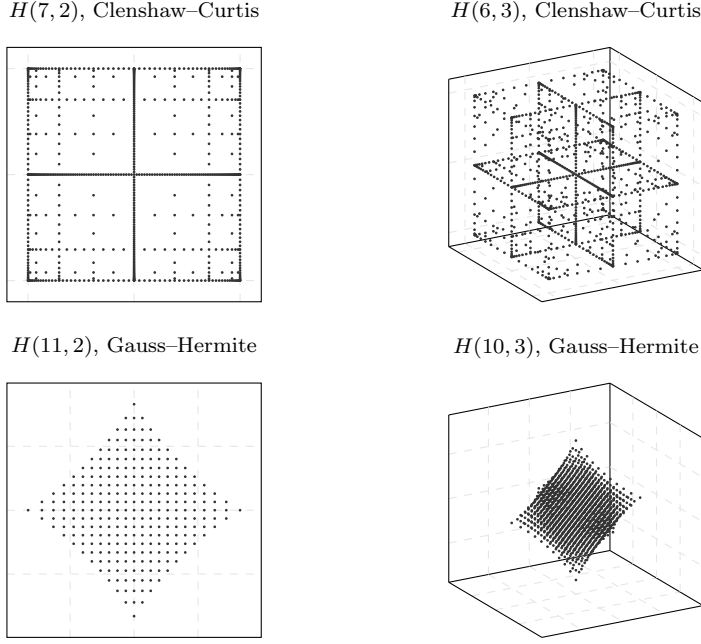 H(7, 2), Clenshaw–Curtis
H(6, 3), Clenshaw–Curtis
H(11, 2), Gauss–Hermite
H(10, 3), Gauss–Hermite